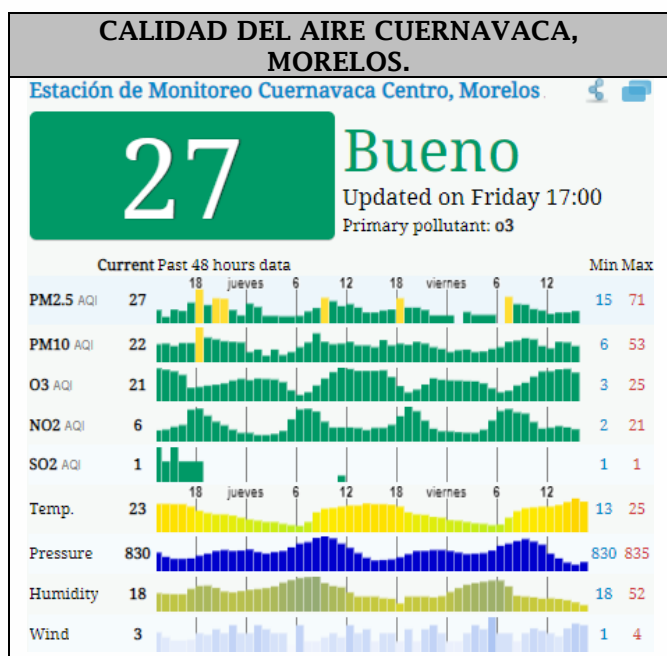 CALIDAD DEL AIRE CUERNAVACA,
MORELOS.
Estación de Monitoreo Cuernavaca Centro, Morelos
27
Bueno
Updated on Friday 17:00
Primary pollutant: o3
Current Past 48 hours data Min Max
18 jueves 6 12 18 viernes 6 12
PM2.5 AQI 27 15 71
PM10 AQI 22 6 53
O3 AQI 21 3 25
NO2 AQI 6 2 21
SO2 AQI 1 1 1
18 jueves 6 12 18 viernes 6 12
Temp. 23 13 25
Pressure 830 830 835
Humidity 18 18 52
Wind 3 1 4